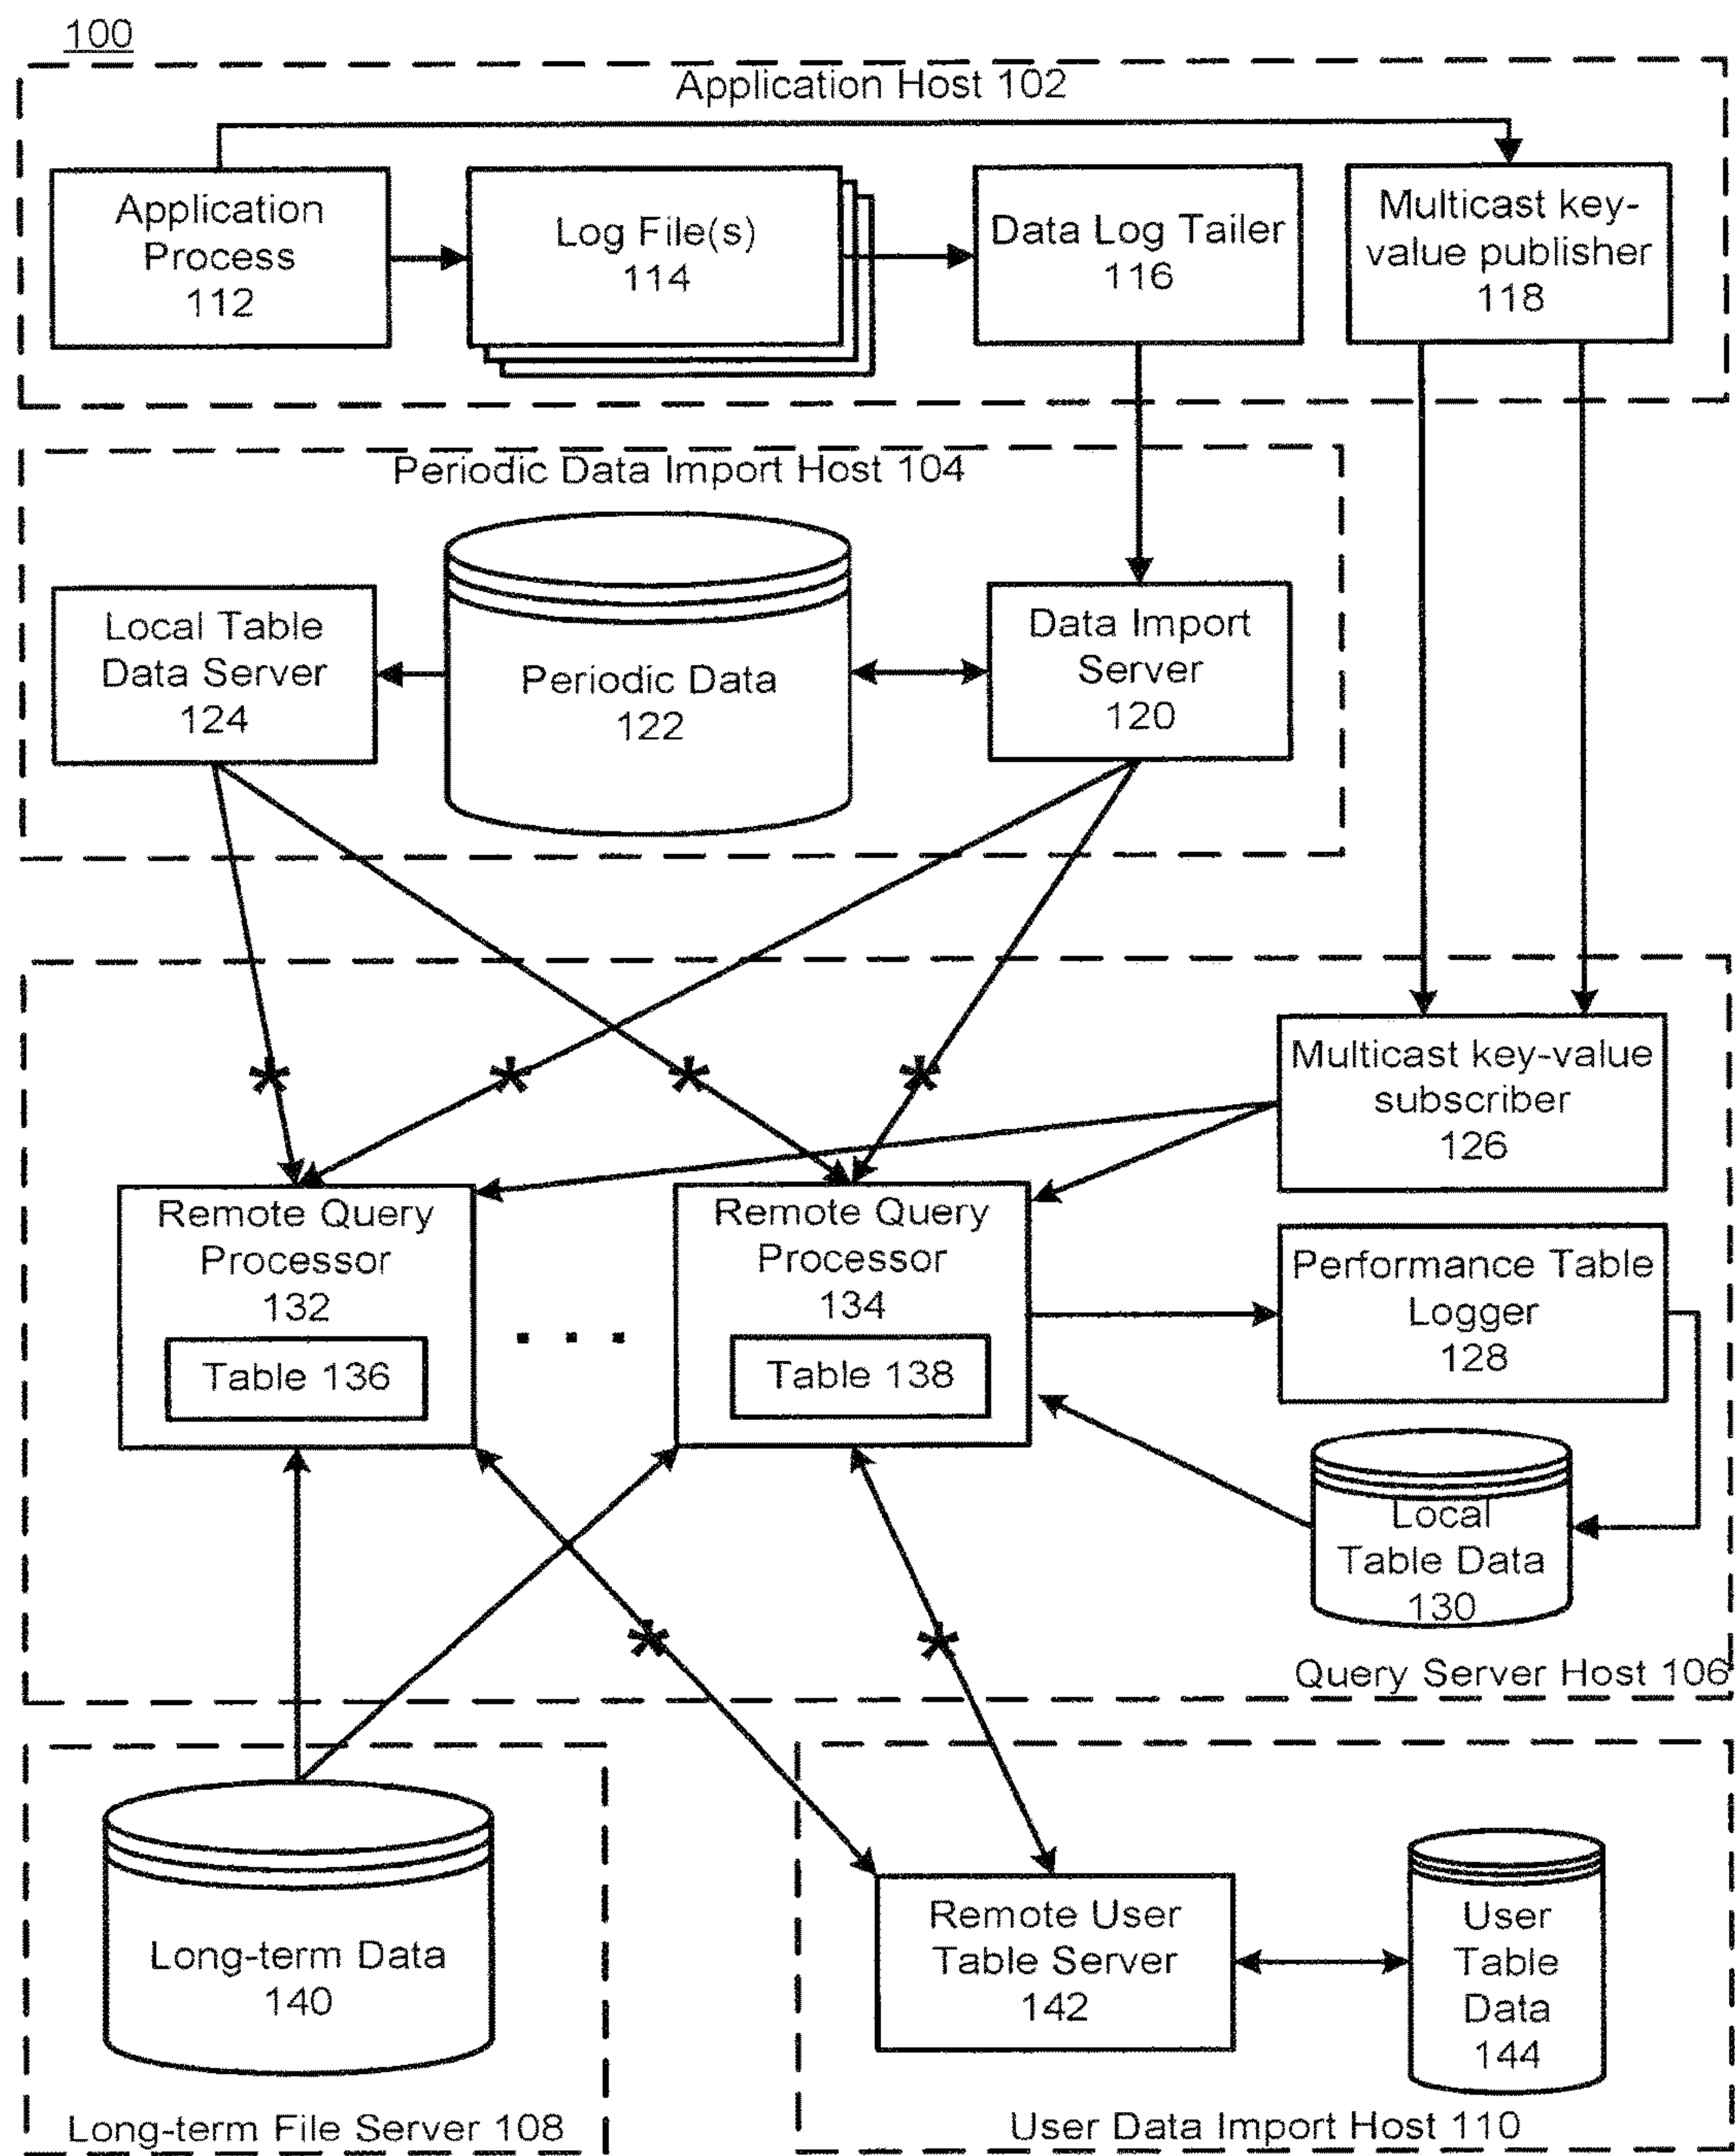 100
Application Host 102
Application
Process
112
Log File(s)
114
Data Log Tailer
116
Multicast key-
value publisher
118
Periodic Data Import Host 104
Local Table
Data Server
124
Periodic Data
122
Data Import
Server
120
Multicast key-value
subscriber
126
Remote Query
Processor
132
Table 136
Remote Query
Processor
134
Table 138
Performance Table
Logger
128
Local
Table Data
130
Query Server Host 106
Long-term Data
140
Long-term File Server 108
Remote User
Table Server
142
User
Table
Data
144
User Data Import Host 110